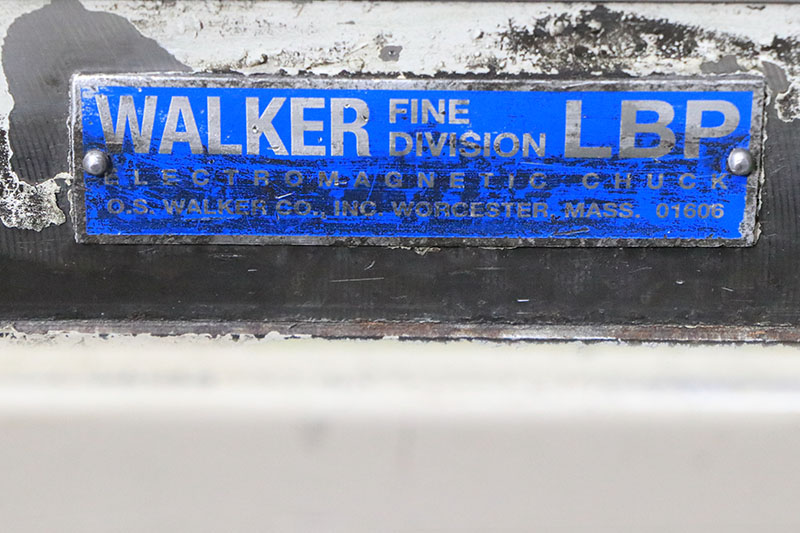 WALKER FINE DIVISION LBP
ELECTROMAGNETIC CHUCK
O.S. WALKER CO., INC. WORCESTER, MASS. 01606